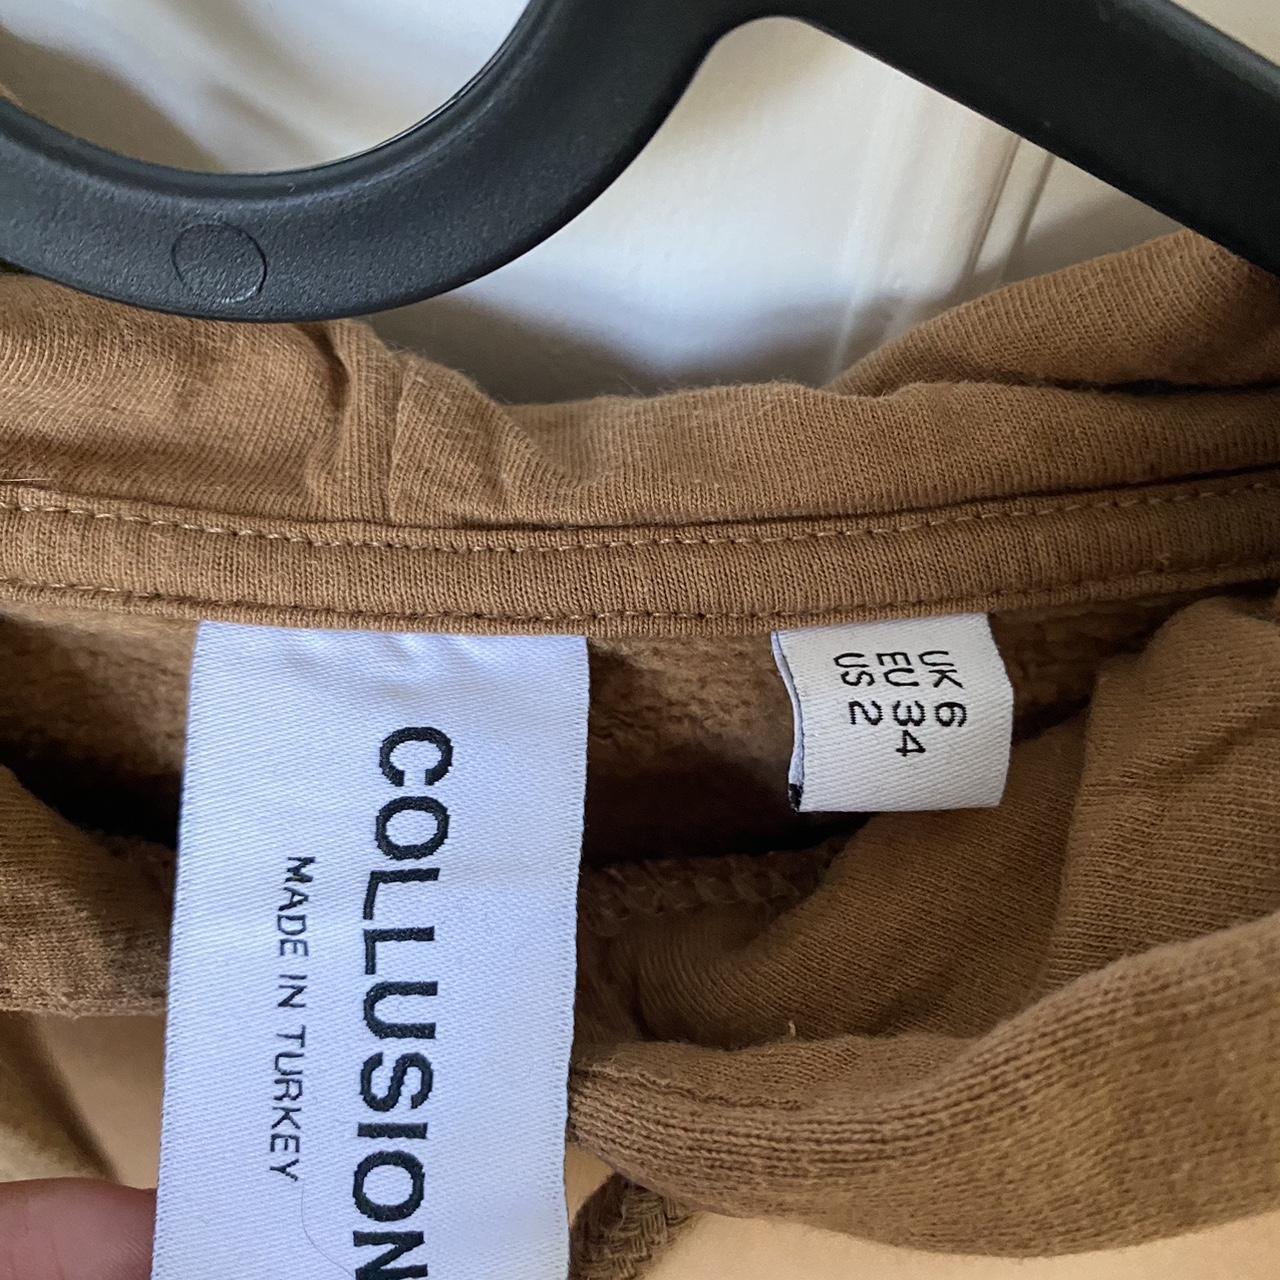 COLLUSION
MADE IN TURKEY
UK 6
EU 34
US 2